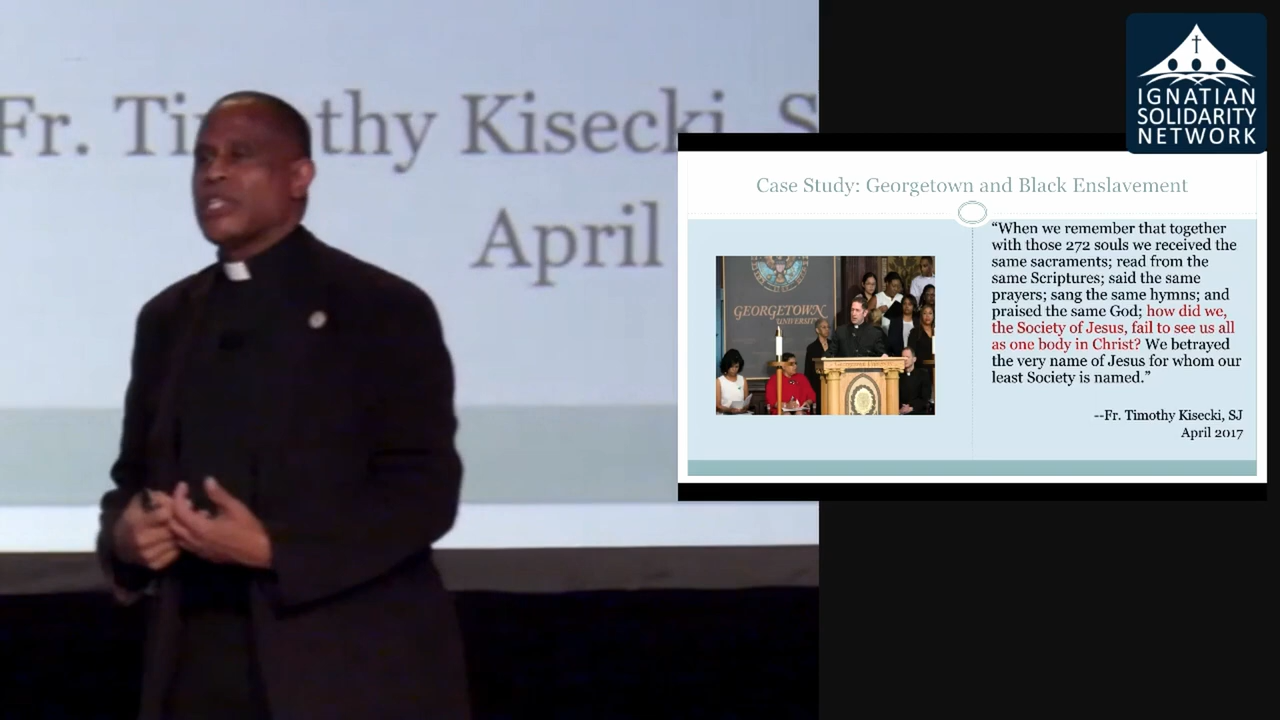 Fr. Timothy Kisecki, S
April
IGNATIAN
SOLIDARITY
NETWORK
Case Study: Georgetown and Black Enslavement
“When we remember that together
with those 272 souls we received the
same sacraments; read from the
same Scriptures; said the same
prayers; sang the same hymns; and
praised the same God; how did we,
the Society of Jesus, fail to see us all
as one body in Christ? We betrayed
the very name of Jesus for whom our
least Society is named.”
--Fr. Timothy Kisecki, SJ
April 2017
GEORGETOWN
UNIVERSITY